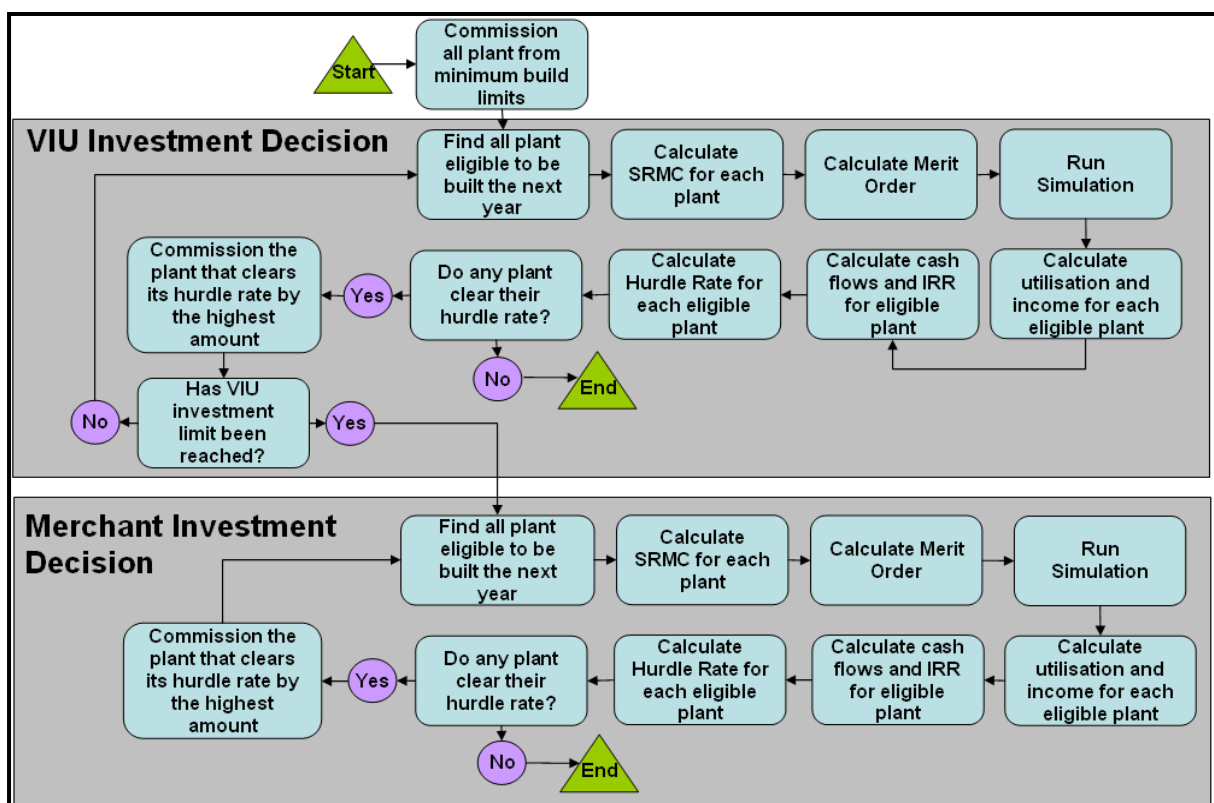 Start
Commission
all plant from
minimum build
limits
VIU Investment Decision
Find all plant
eligible to be
built the next
year
Calculate
SRMC for each
plant
Calculate Merit
Order
Run
Simulation
Commission the
plant that clears
its hurdle rate by
the highest
amount
Yes
Do any plant
clear their
hurdle rate?
Calculate
Hurdle Rate for
each eligible
plant
Calculate cash
flows and IRR
for eligible
plant
Calculate
utilisation and
income for each
eligible plant
No
End
No
Has VIU
investment
limit been
reached?
Yes
Merchant Investment
Decision
Find all plant
eligible to be
built the next
year
Calculate
SRMC for each
plant
Calculate Merit
Order
Run
Simulation
Commission the
plant that clears
its hurdle rate by
the highest
amount
Yes
Do any plant
clear their
hurdle rate?
Calculate
Hurdle Rate for
each eligible
plant
Calculate cash
flows and IRR
for eligible
plant
Calculate
utilisation and
income for each
eligible plant
No
End